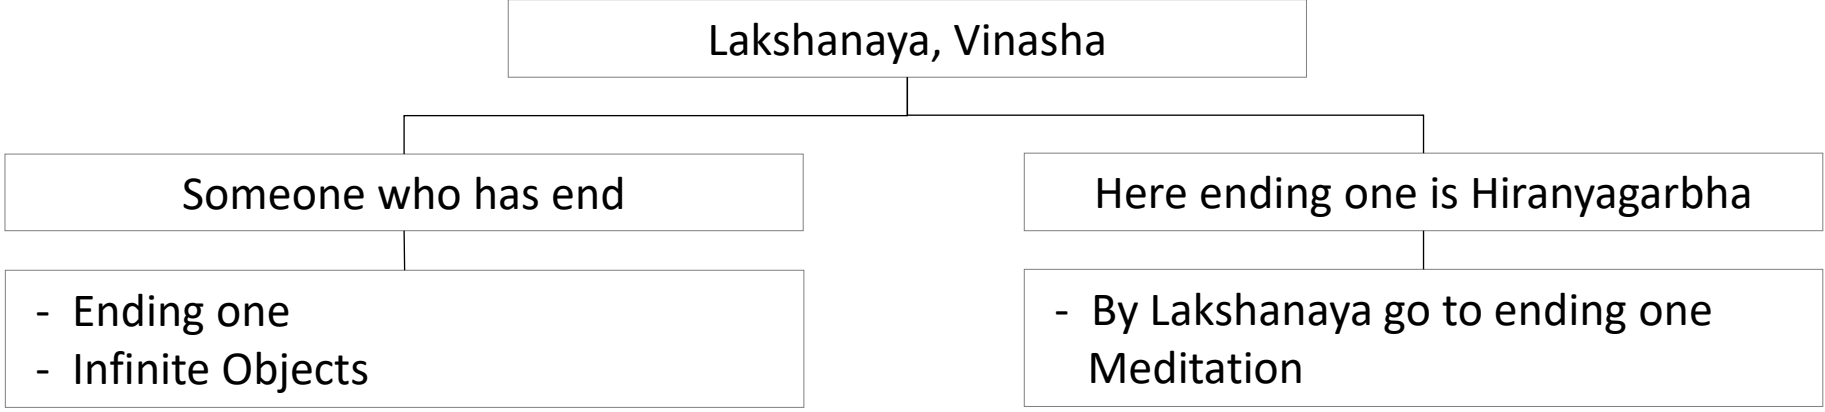 Lakshanaya, Vinasha
Someone who has end
Here ending one is Hiranyagarbha
- Ending one
- Infinite Objects
- By Lakshanaya go to ending one
Meditation